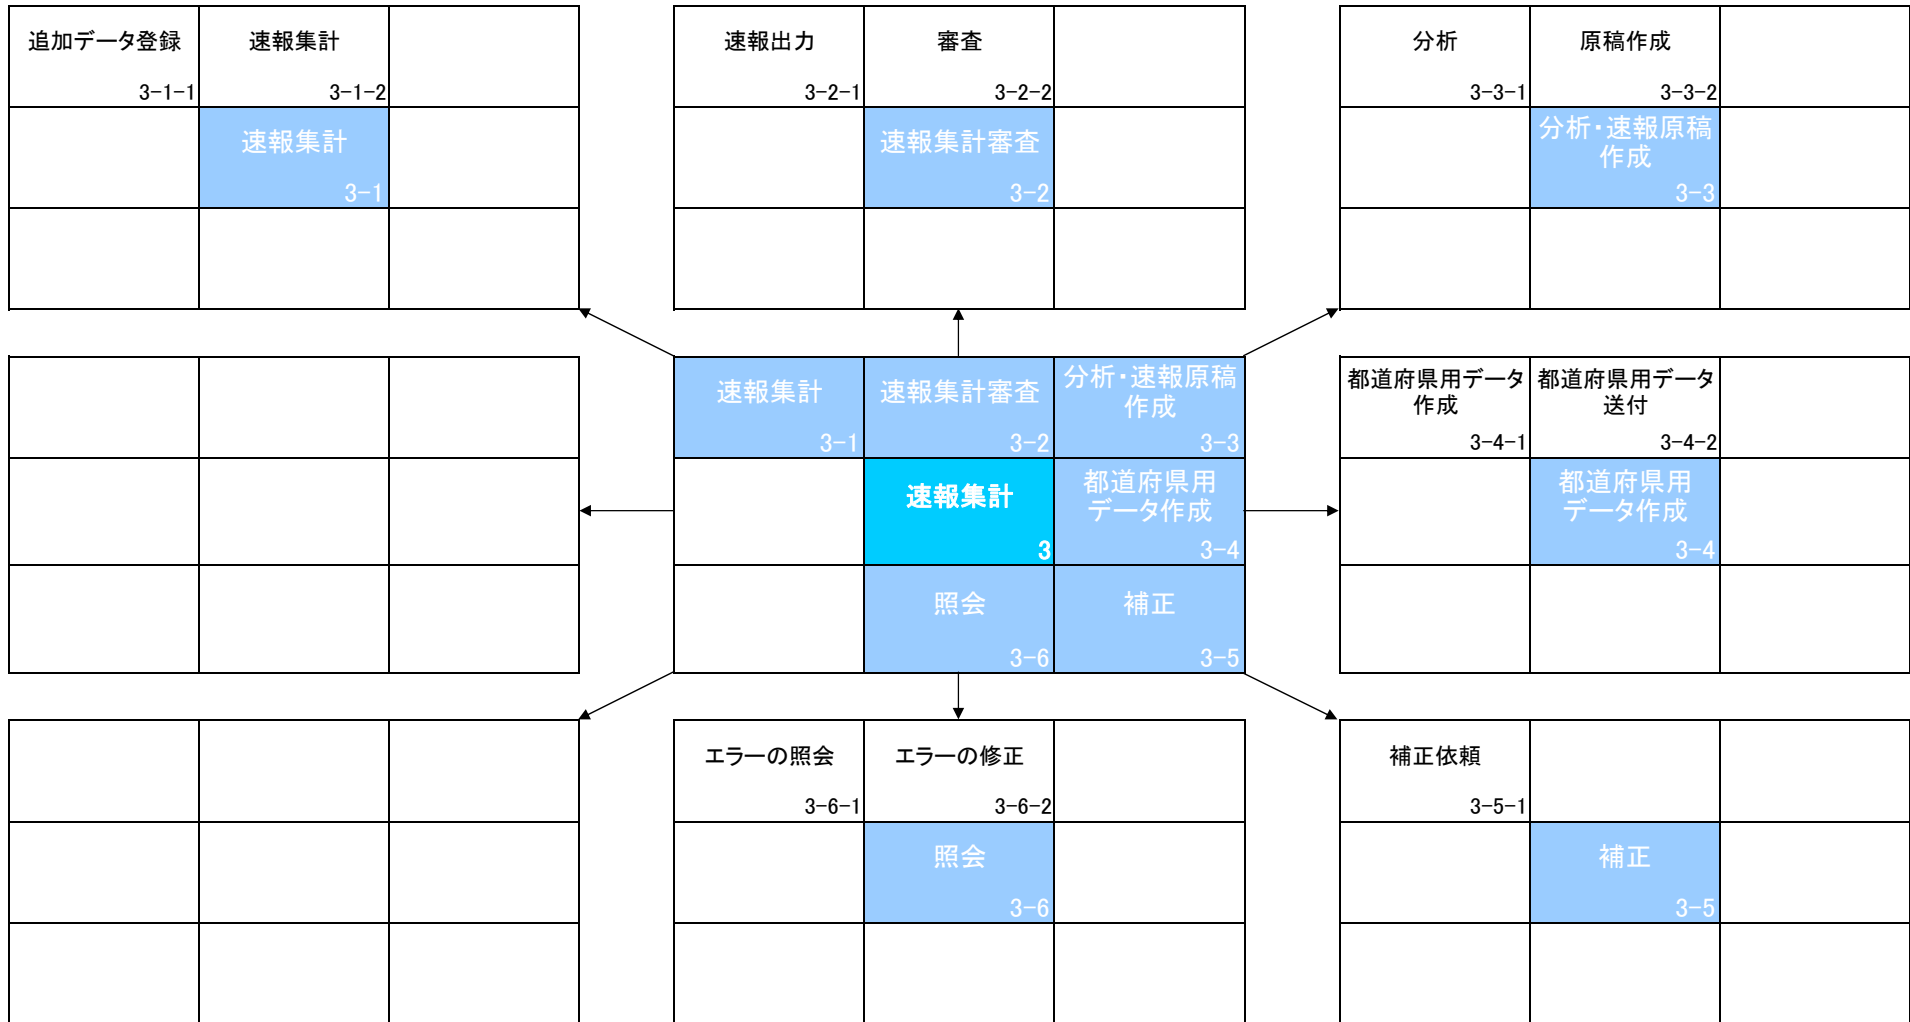 追加データ登録
3-1-1
速報集計
3-1-2
速報集計
3-1
速報出力
3-2-1
審査
3-2-2
速報集計審査
3-2
分析
3-3-1
原稿作成
3-3-2
分析・速報原稿
作成
3-3
速報集計
3-1
速報集計審査
3-2
分析・速報原稿
作成
3-3
速報集計
3
都道府県用
データ作成
3-4
照会
3-6
補正
3-5
都道府県用データ
作成
3-4-1
都道府県用データ
送付
3-4-2
都道府県用
データ作成
3-4
エラーの照会
3-6-1
エラーの修正
3-6-2
照会
3-6
補正依頼
3-5-1
補正
3-5